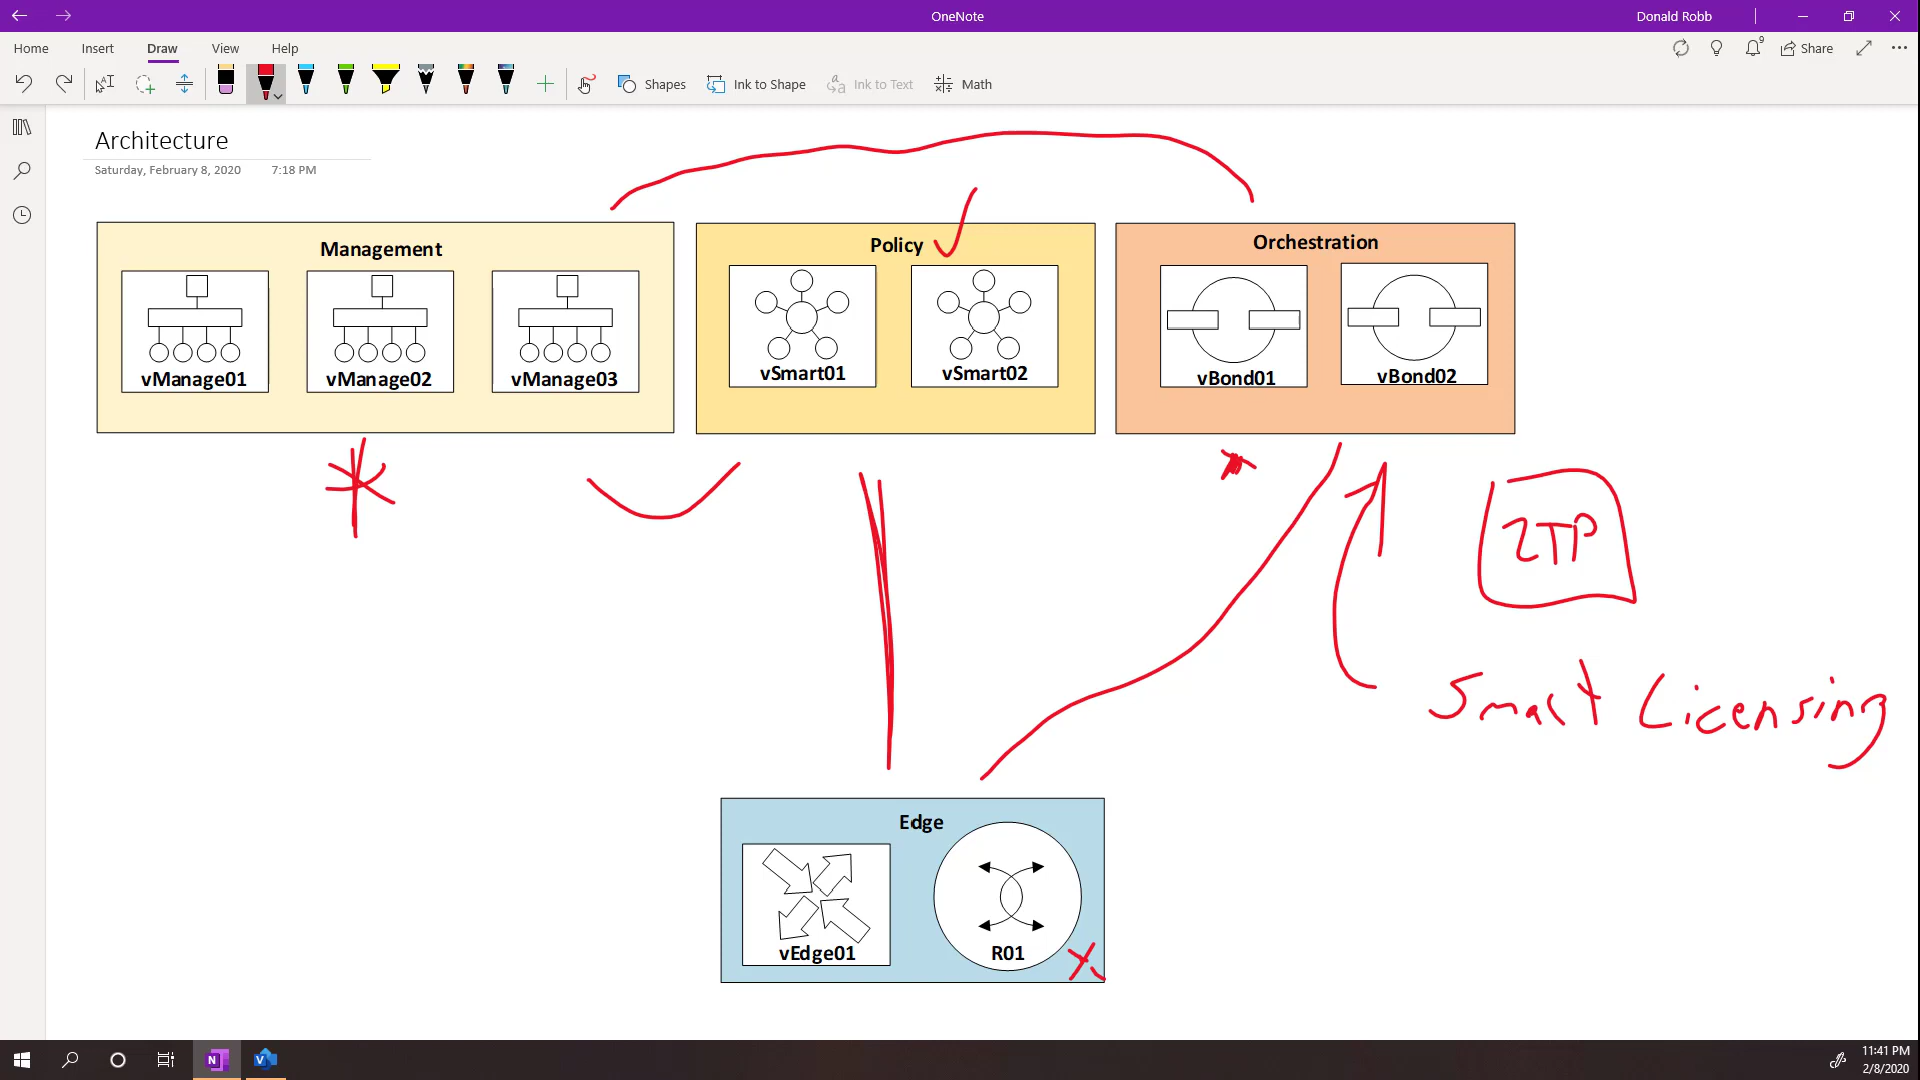 OneNote
Donald Robb
Home Insert Draw View Help
9
Share
Shapes
Ink to Shape
Ink to Text
Math
Architecture
Saturday, February 8, 2020 7:18 PM
Management
vManage01
vManage02
vManage03
Policy
vSmart01
vSmart02
Orchestration
vBond01
vBond02
ZTP
Smart Licensing
Edge
vEdge01
R01
11:41 PM
2/8/2020